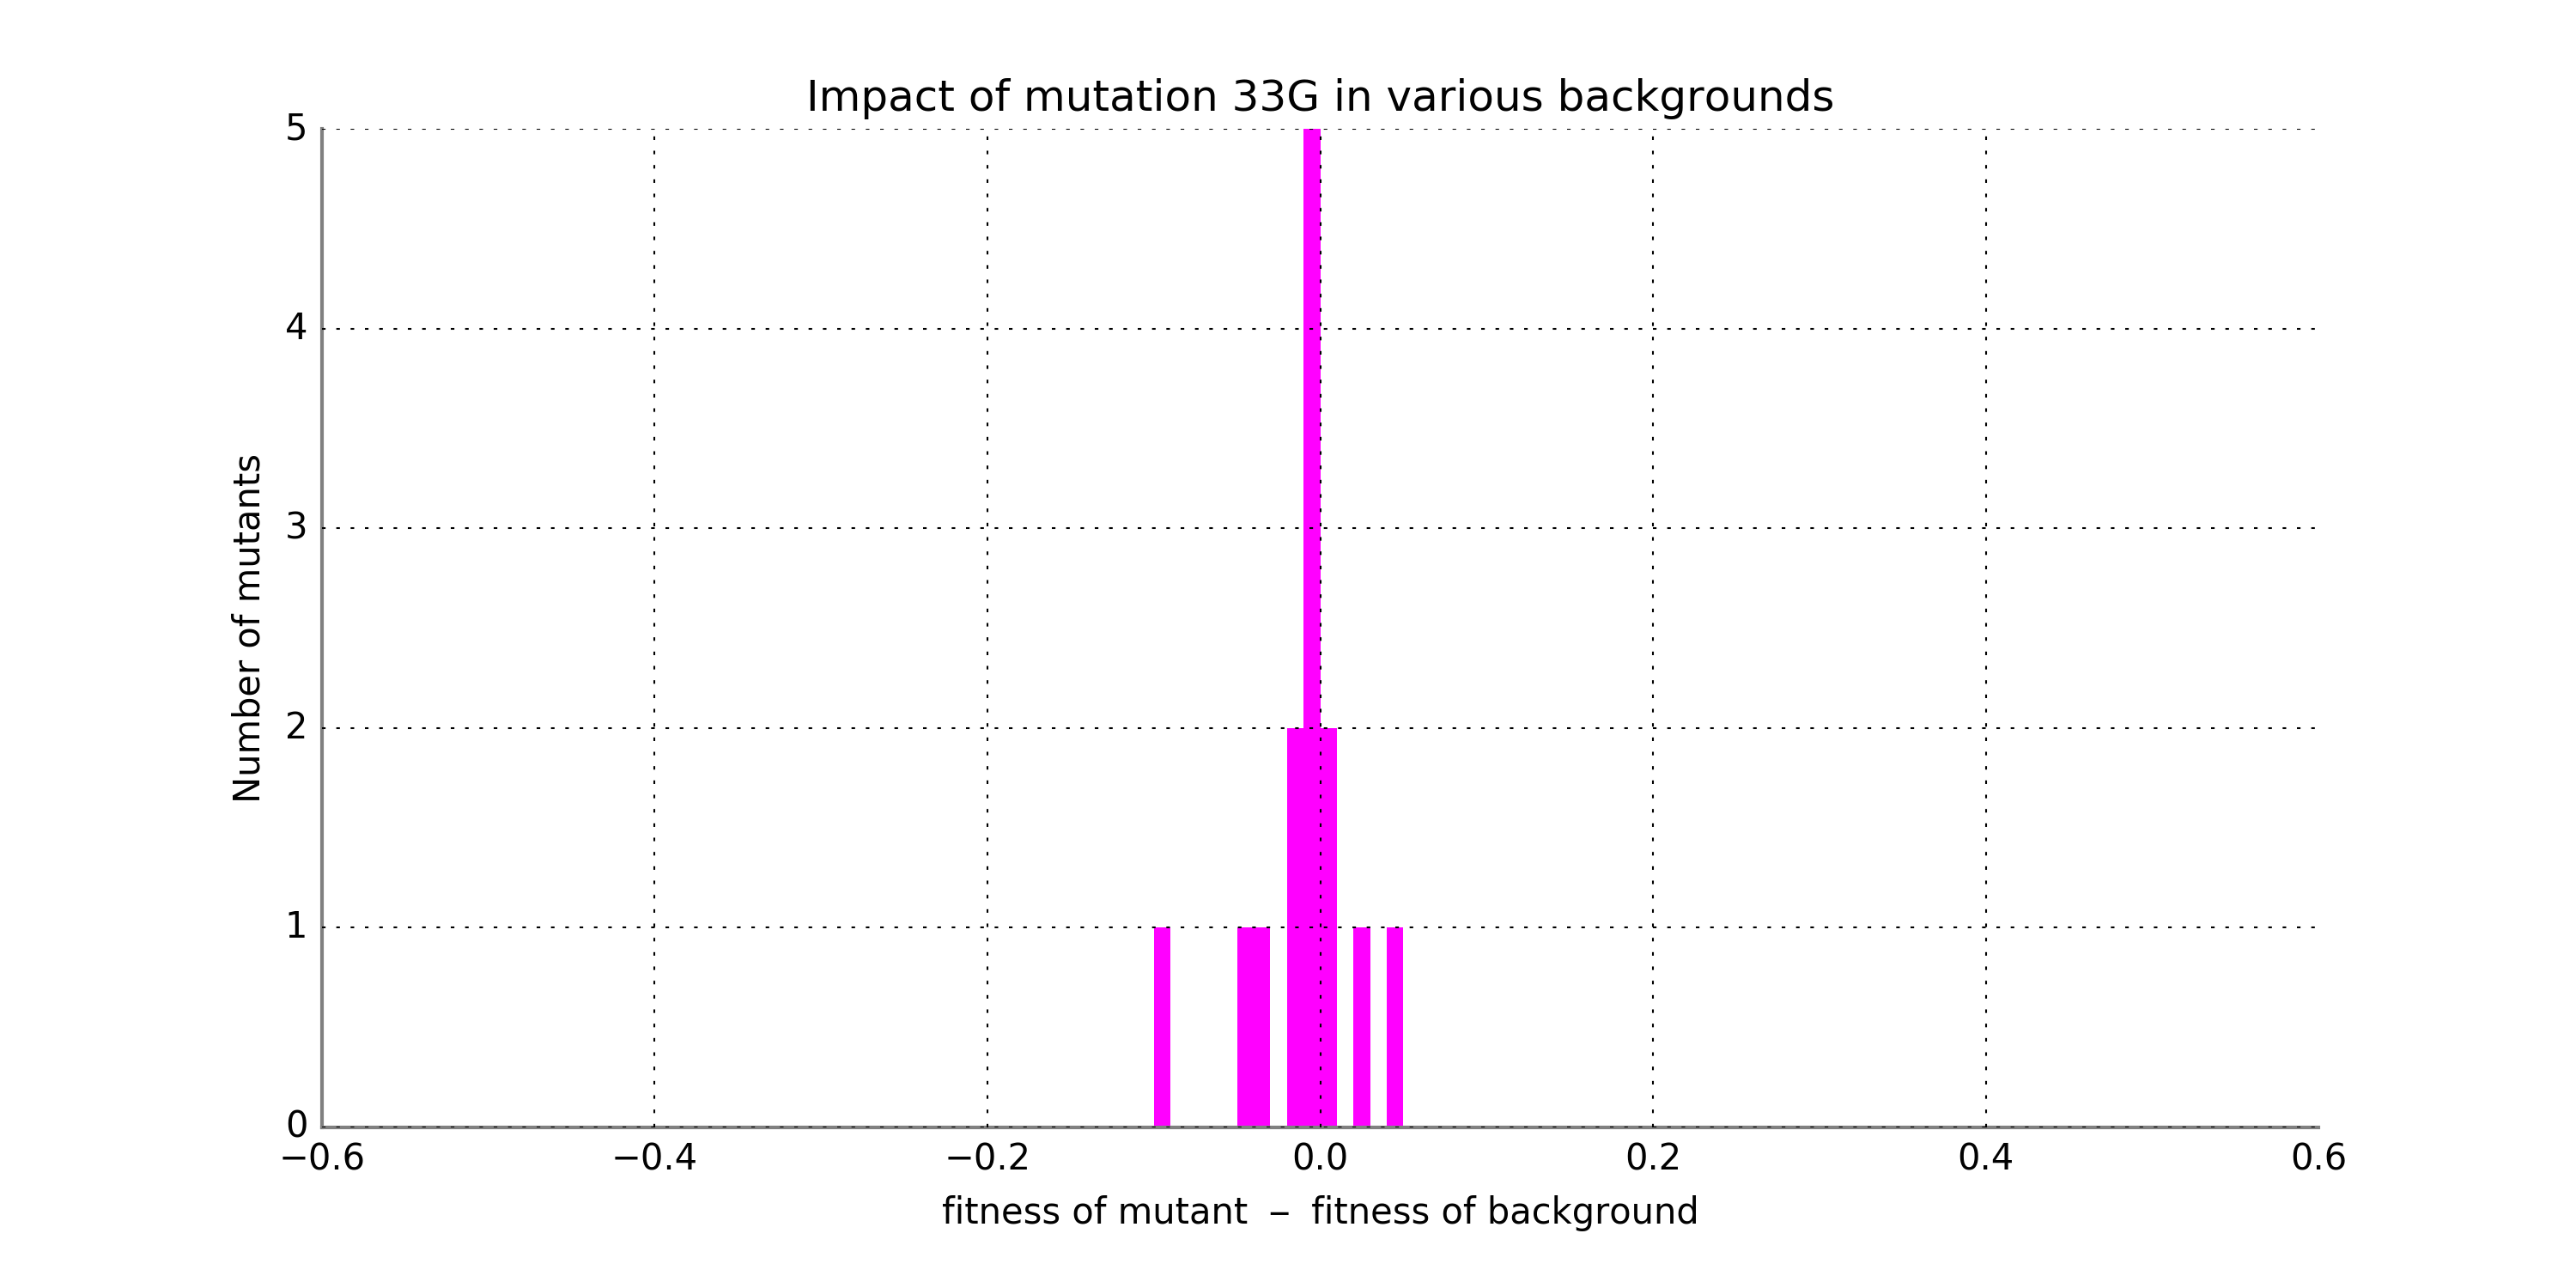 Impact of mutation 33G in various backgrounds
5
4
3
2
1
0
Number of mutants
−0.6 −0.4 −0.2 0.0 0.2 0.4 0.6
fitness of mutant − fitness of background